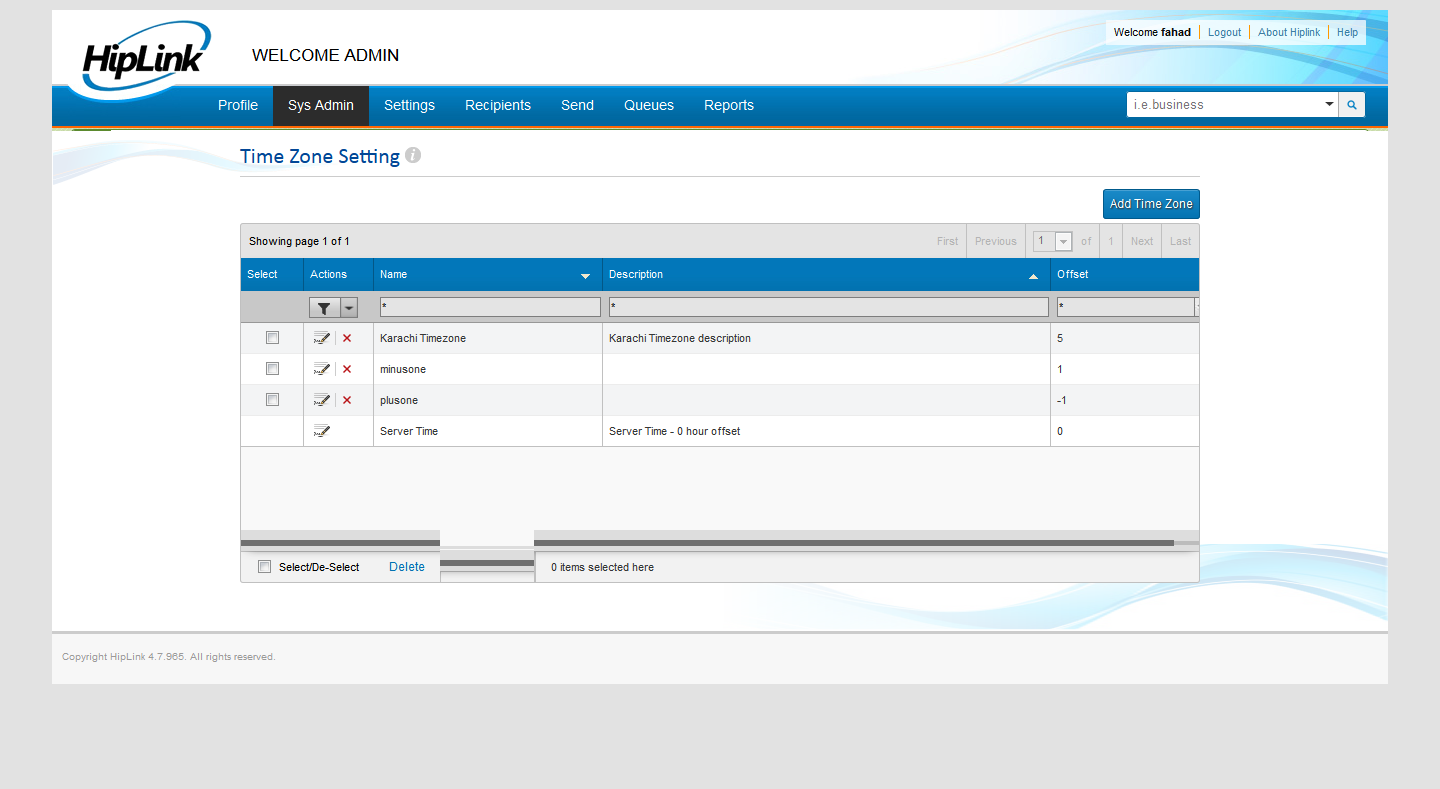 HipLink
WELCOME ADMIN
Welcome fahad Logout About Hiplink Help
Profile Sys Admin Settings Recipients Send Queues Reports
i.e.business
Time Zone Setting i
Add Time Zone
Showing page 1 of 1 First Previous 1 of 1 Next Last
Select Actions Name Description Offset
* * *
Karachi Timezone Karachi Timezone description 5
minusone 1
plusone -1
Server Time Server Time - 0 hour offset 0
Select/De-Select Delete 0 items selected here
Copyright HipLink 4.7.965. All rights reserved.